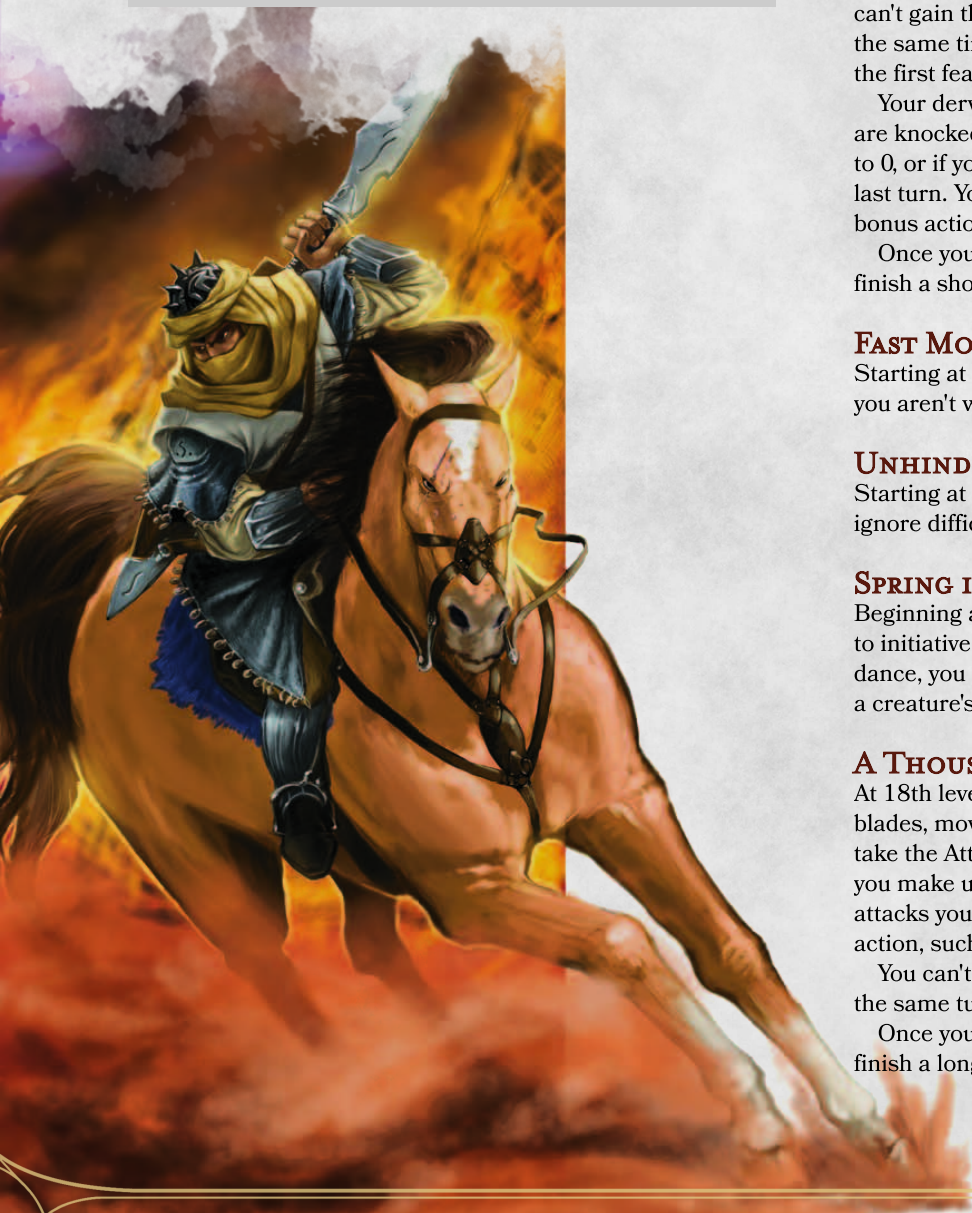 can't gain th
the same ti
the first fea
Your derv
are knocke
to 0, or if yo
last turn. Yo
bonus actio
Once you
finish a sho
Fast Mo
Starting at
you aren't v
Unhind
Starting at
ignore diffic
Spring i
Beginning a
to initiative
dance, you
a creature's
A Thous
At 18th leve
blades, mov
take the Att
you make u
attacks you
action, such
You can't
the same tu
Once you
finish a long